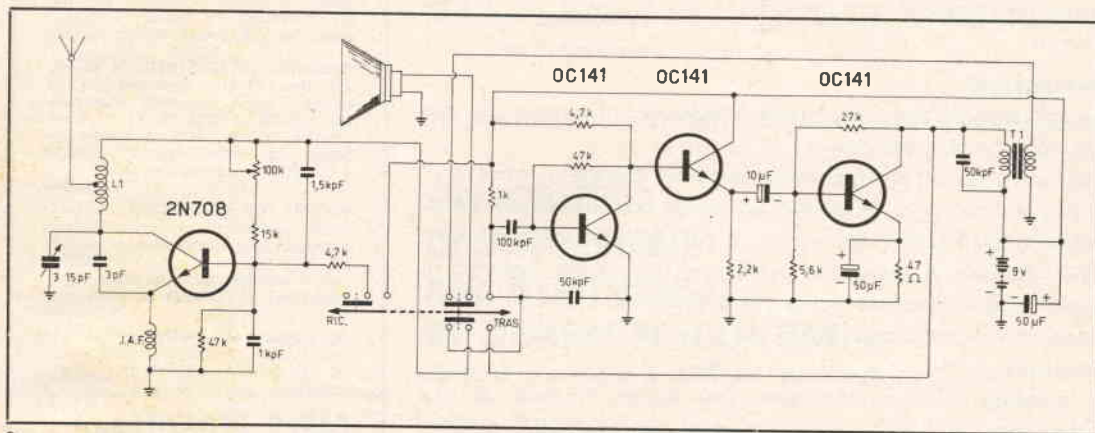 OC141
OC141
OC141
100k
1,5kpF
L1
2N708
15k
4,7k
3 15pF
3pF
J.A.F.
47k
1kpF
RIC.
TRAS.
4,7k
47k
1k
100kpF
50kpF
10µF
+ -
2,2k
27k
5,6k
+
-
50µF
47
Ω
50kpF
T1
+
9v
-
- +
50µF